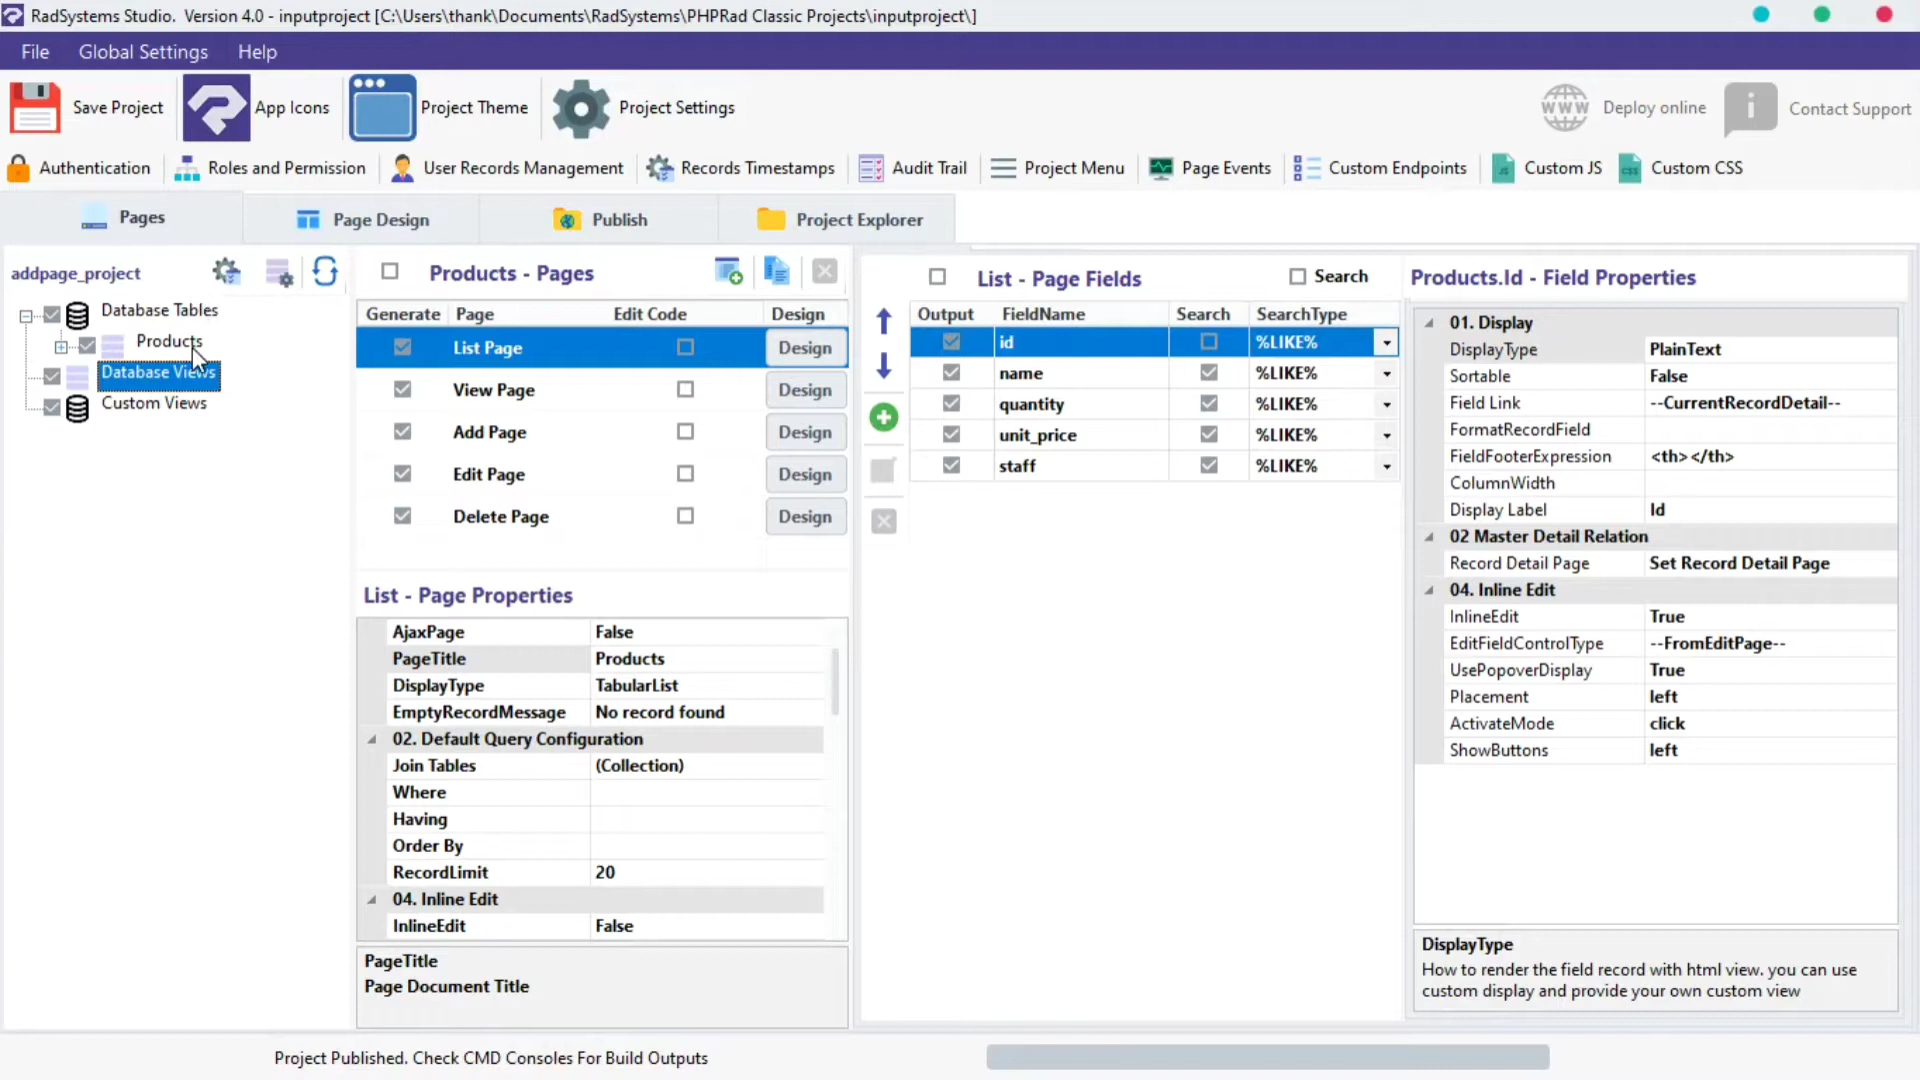 RadSystems Studio. Version 4.0 - inputproject [C:\Users\thank\Documents\RadSystems\PHPRad Classic Projects\inputproject\]
File Global Settings Help
Save Project App Icons Project Theme Project Settings WWW Deploy online Contact Support
Authentication Roles and Permission User Records Management Records Timestamps Audit Trail Project Menu Page Events Custom Endpoints Custom JS Custom CSS
Pages Page Design Publish Project Explorer
addpage_project
Database Tables
Products
Database Views
Custom Views
Products - Pages
Generate Page Edit Code Design
List Page Design
View Page Design
Add Page Design
Edit Page Design
Delete Page Design
List - Page Properties
AjaxPage False
PageTitle Products
DisplayType TabularList
EmptyRecordMessage No record found
02. Default Query Configuration
Join Tables (Collection)
Where
Having
Order By
RecordLimit 20
04. Inline Edit
InlineEdit False
PageTitle
Page Document Title
List - Page Fields Search
Output FieldName Search SearchType
id %LIKE%
name %LIKE%
quantity %LIKE%
unit_price %LIKE%
staff %LIKE%
Products.Id - Field Properties
01. Display
DisplayType PlainText
Sortable False
Field Link --CurrentRecordDetail--
FormatRecordField
FieldFooterExpression <th></th>
ColumnWidth
Display Label Id
02 Master Detail Relation
Record Detail Page Set Record Detail Page
04. Inline Edit
InlineEdit True
EditFieldControlType --FromEditPage--
UsePopoverDisplay True
Placement left
ActivateMode click
ShowButtons left
DisplayType
How to render the field record with html view. you can use
custom display and provide your own custom view
Project Published. Check CMD Consoles For Build Outputs